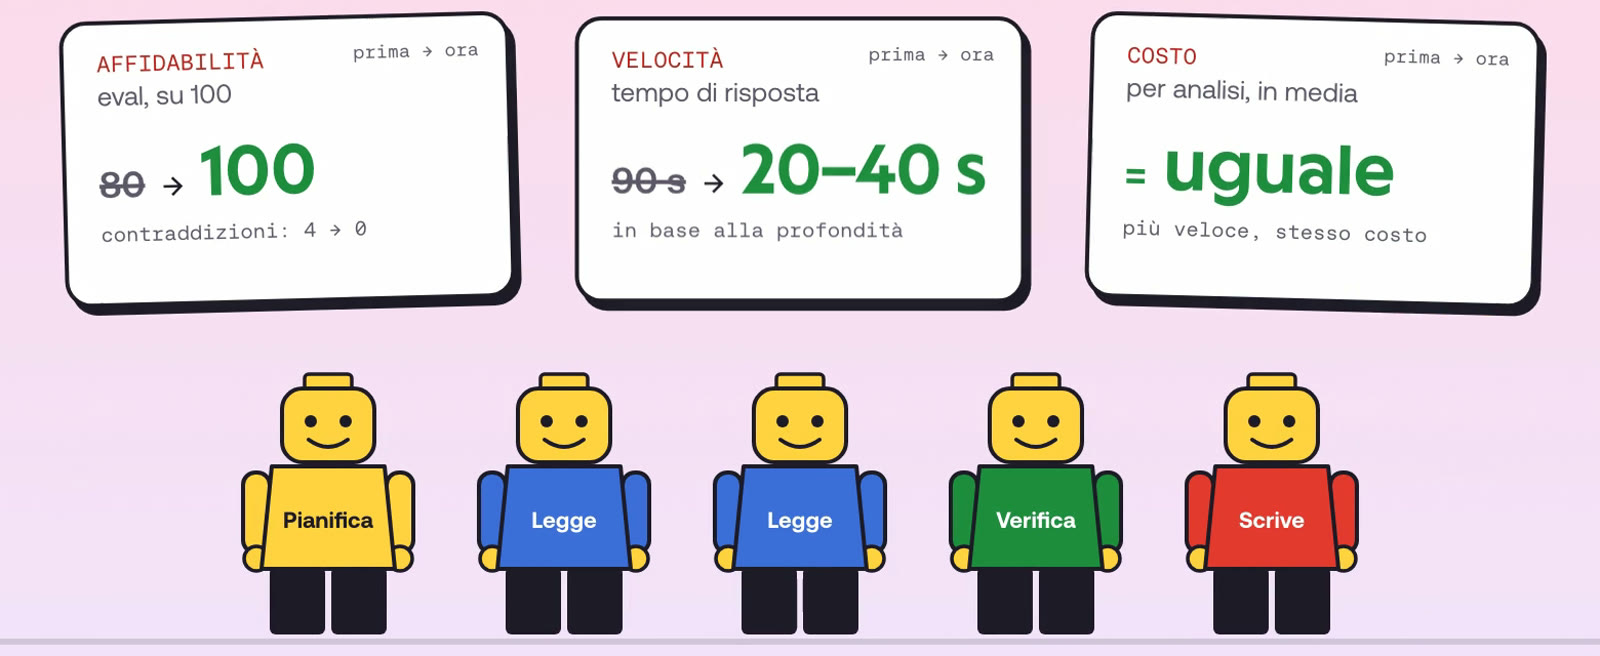 AFFIDABILITÀ
prima → ora
eval, su 100
80 → 100
contraddizioni: 4 → 0
VELOCITÀ
prima → ora
tempo di risposta
90 s → 20–40 s
in base alla profondità
COSTO
prima → ora
per analisi, in media
= uguale
più veloce, stesso costo
Pianifica
Legge
Legge
Verifica
Scrive